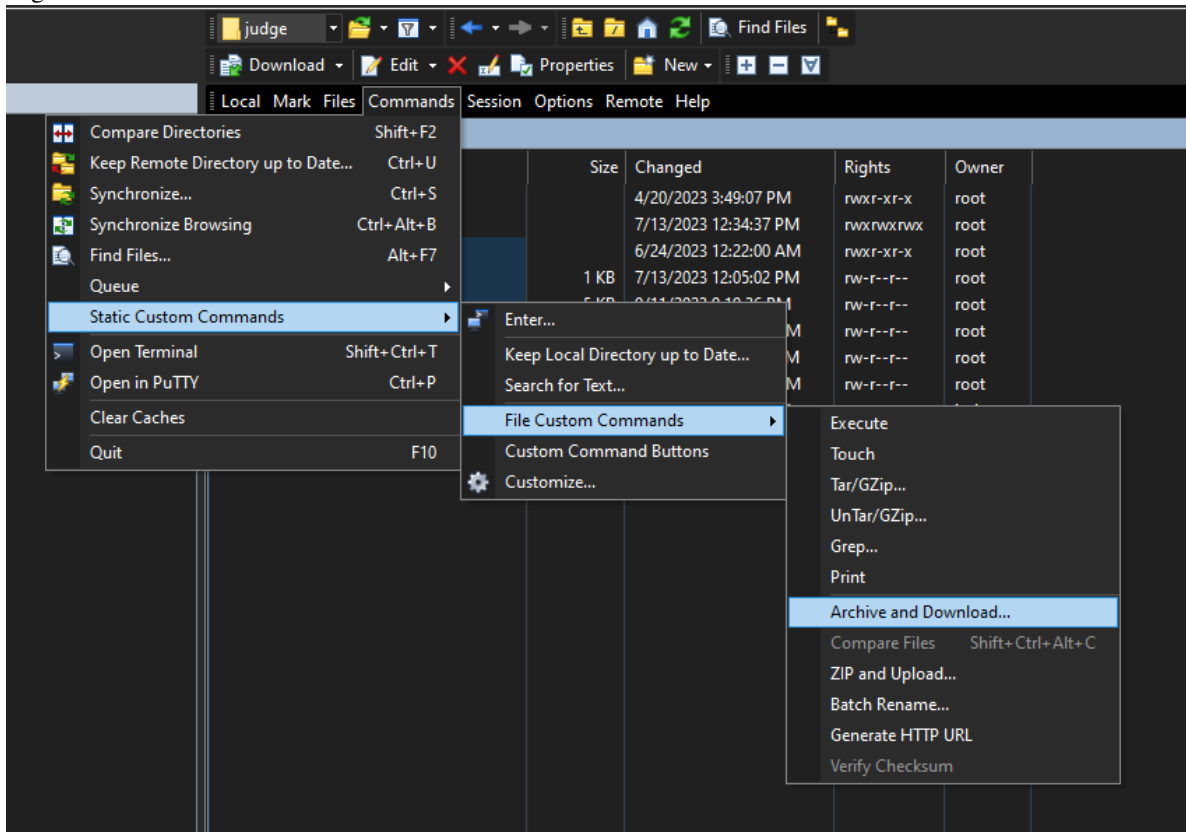 judge Find Files
Download Edit Properties New
Local Mark Files Commands Session Options Remote Help
Compare Directories Shift+F2
Keep Remote Directory up to Date... Ctrl+U
Synchronize... Ctrl+S
Synchronize Browsing Ctrl+Alt+B
Find Files... Alt+F7
Queue
Static Custom Commands
Open Terminal Shift+Ctrl+T
Open in PuTTY Ctrl+P
Clear Caches
Quit F10
Size Changed Rights Owner
4/20/2023 3:49:07 PM rwxr-xr-x root
7/13/2023 12:34:37 PM rwxrwxrwx root
6/24/2023 12:22:00 AM rwxr-xr-x root
1 KB 7/13/2023 12:05:02 PM rw-r--r-- root
rw-r--r-- root
M rw-r--r-- root
M rw-r--r-- root
M rw-r--r-- root
Enter...
Keep Local Directory up to Date...
Search for Text...
File Custom Commands
Custom Command Buttons
Customize...
Execute
Touch
Tar/GZip...
UnTar/GZip...
Grep...
Print
Archive and Download...
Compare Files Shift+Ctrl+Alt+C
ZIP and Upload...
Batch Rename...
Generate HTTP URL
Verify Checksum